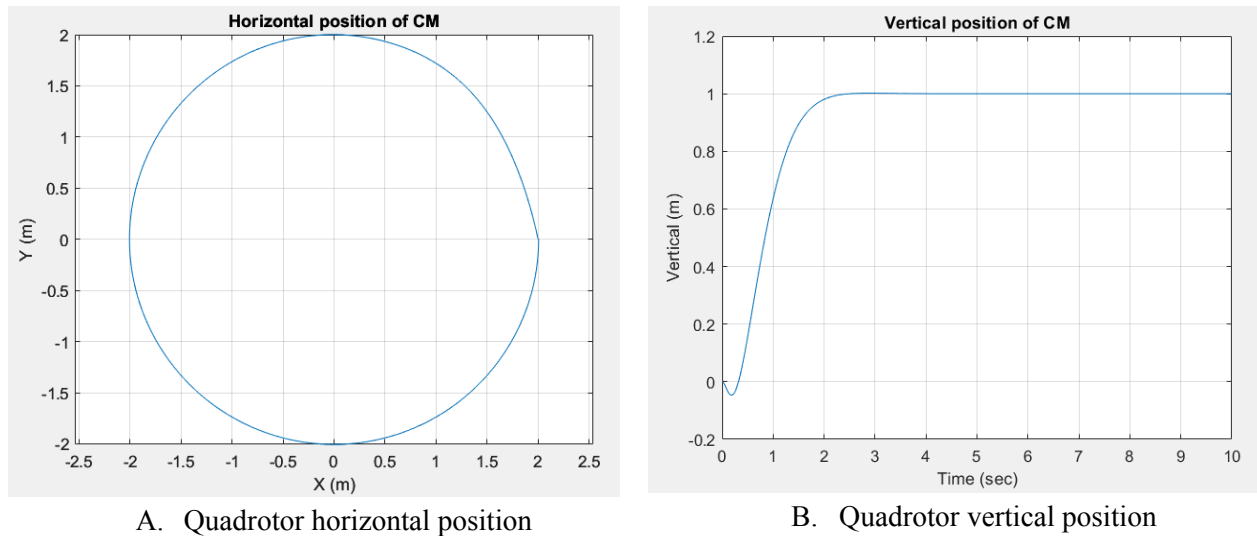 Horizontal position of CM
2
1.5
1
0.5
0
-0.5
-1
-1.5
-2
Y (m)
-2.5 -2 -1.5 -1 -0.5 0 0.5 1 1.5 2 2.5
X (m)
A. Quadrotor horizontal position
Vertical position of CM
1.2
1
0.8
0.6
0.4
0.2
0
-0.2
Vertical (m)
0 1 2 3 4 5 6 7 8 9 10
Time (sec)
B. Quadrotor vertical position